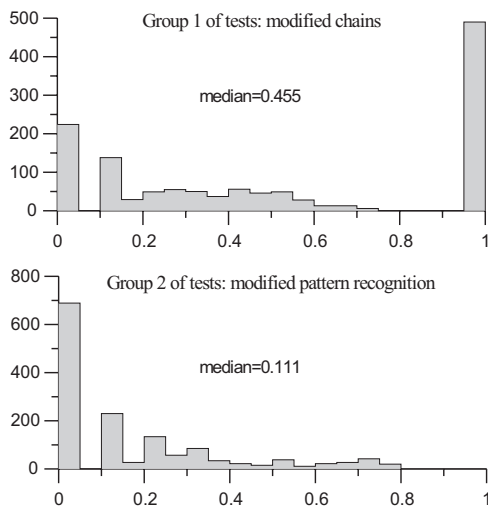 Group 1 of tests: modified chains
500
400
median=0.455
300
200
100
0
0 0.2 0.4 0.6 0.8 1
Group 2 of tests: modified pattern recognition
800
600
median=0.111
400
200
0
0 0.2 0.4 0.6 0.8 1